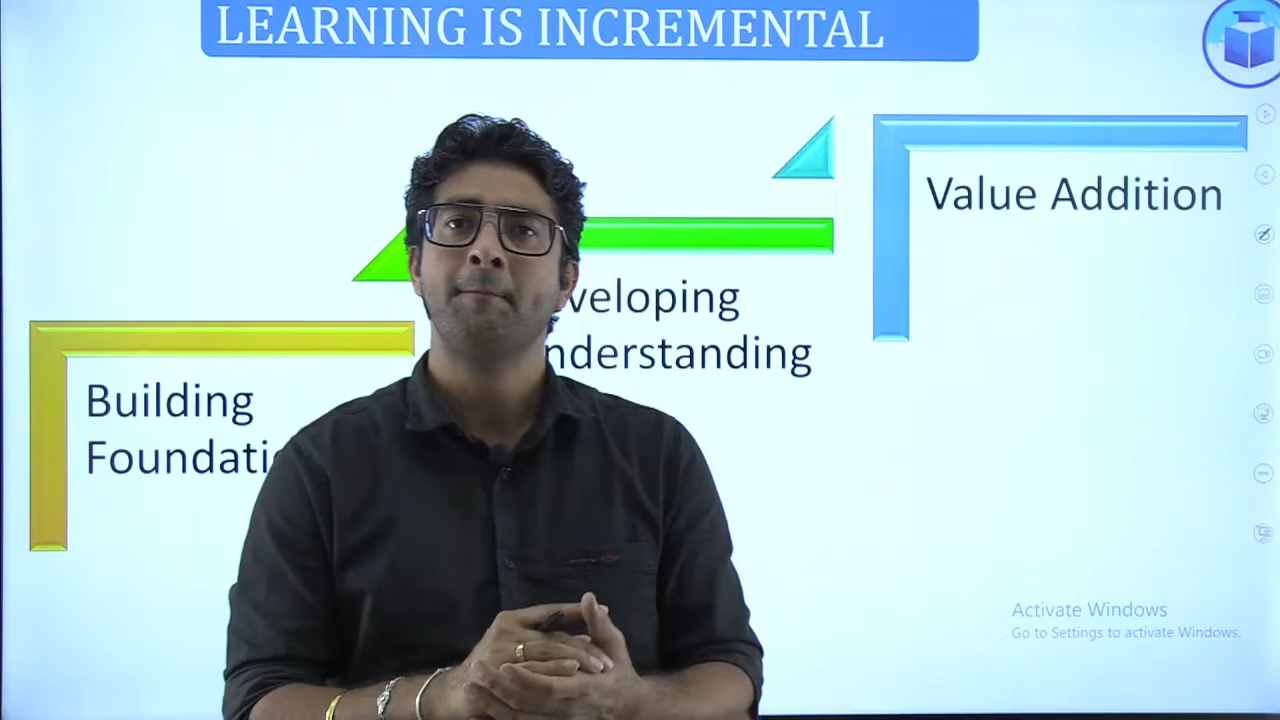 LEARNING IS INCREMENTAL
Value Addition
veloping
nderstanding
Building
Foundati
Activate Windows
Go to Settings to activate Windows.